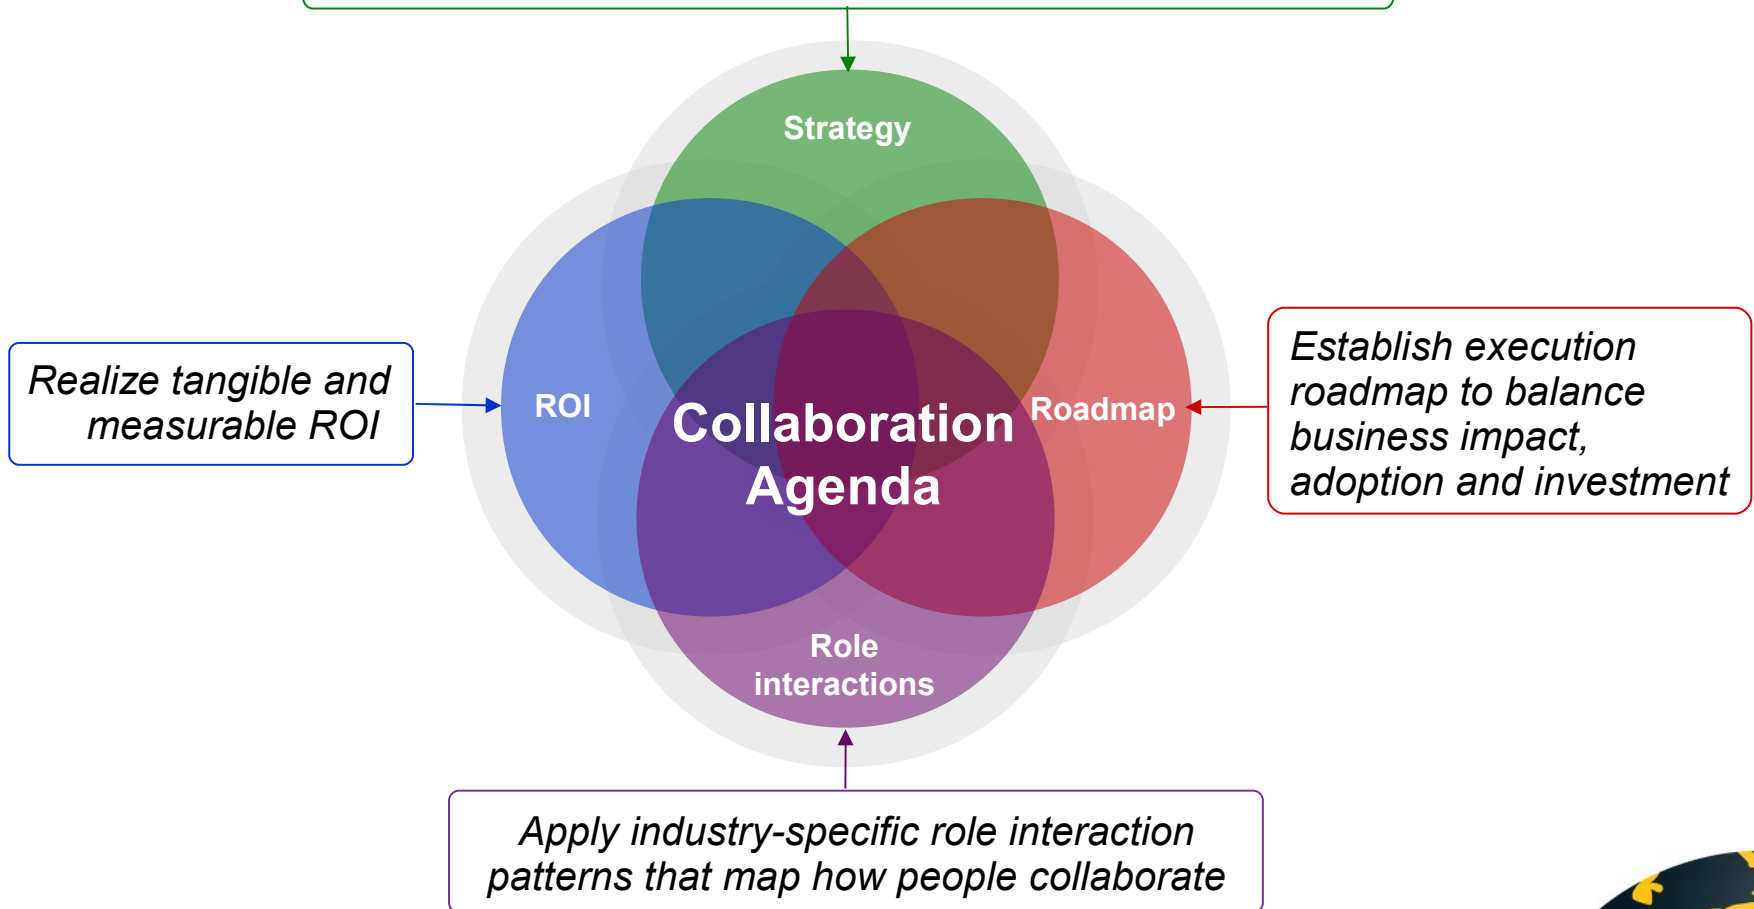 Strategy
Realize tangible and
measurable ROI
ROI
Collaboration
Agenda
Roadmap
Establish execution
roadmap to balance
business impact,
adoption and investment
Role
interactions
Apply industry-specific role interaction
patterns that map how people collaborate